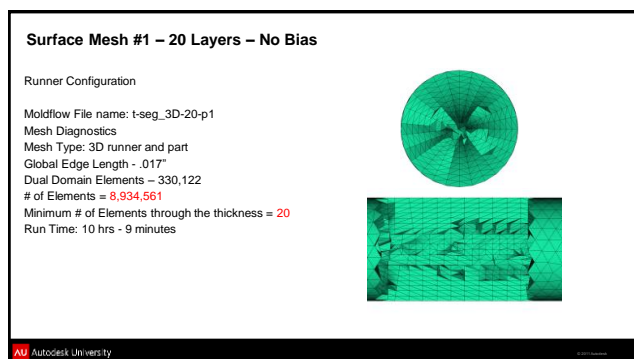 Surface Mesh #1 – 20 Layers – No Bias
Runner Configuration
Moldflow File name: t-seg_3D-20-p1
Mesh Diagnostics
Mesh Type: 3D runner and part
Global Edge Length - .017”
Dual Domain Elements – 330,122
# of Elements = 8,934,561
Minimum # of Elements through the thickness = 20
Run Time: 10 hrs - 9 minutes
AU Autodesk University